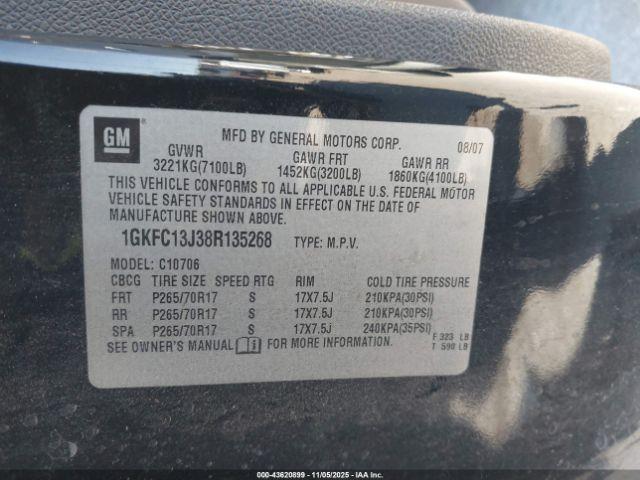 GM
MFD BY GENERAL MOTORS CORP. 08/07
GVWR GAWR FRT GAWR RR
3221KG(7100LB) 1452KG(3200LB) 1860KG(4100LB)
THIS VEHICLE CONFORMS TO ALL APPLICABLE U.S. FEDERAL MOTOR
VEHICLE SAFETY STANDARDS IN EFFECT ON THE DATE OF
MANUFACTURE SHOWN ABOVE.
1GKFC13J38R135268 TYPE: M.P.V.
MODEL: C10706
CBCG TIRE SIZE SPEED RTG RIM COLD TIRE PRESSURE
FRT P265/70R17 S 17X7.5J 210KPA(30PSI)
RR P265/70R17 S 17X7.5J 210KPA(30PSI)
SPA P265/70R17 S 17X7.5J 240KPA(35PSI)
F 323 LB
SEE OWNER'S MANUAL FOR MORE INFORMATION. T 590 LB
00-43620899 - 11/05/2025 - Copyright © IAA Holdings, LLC